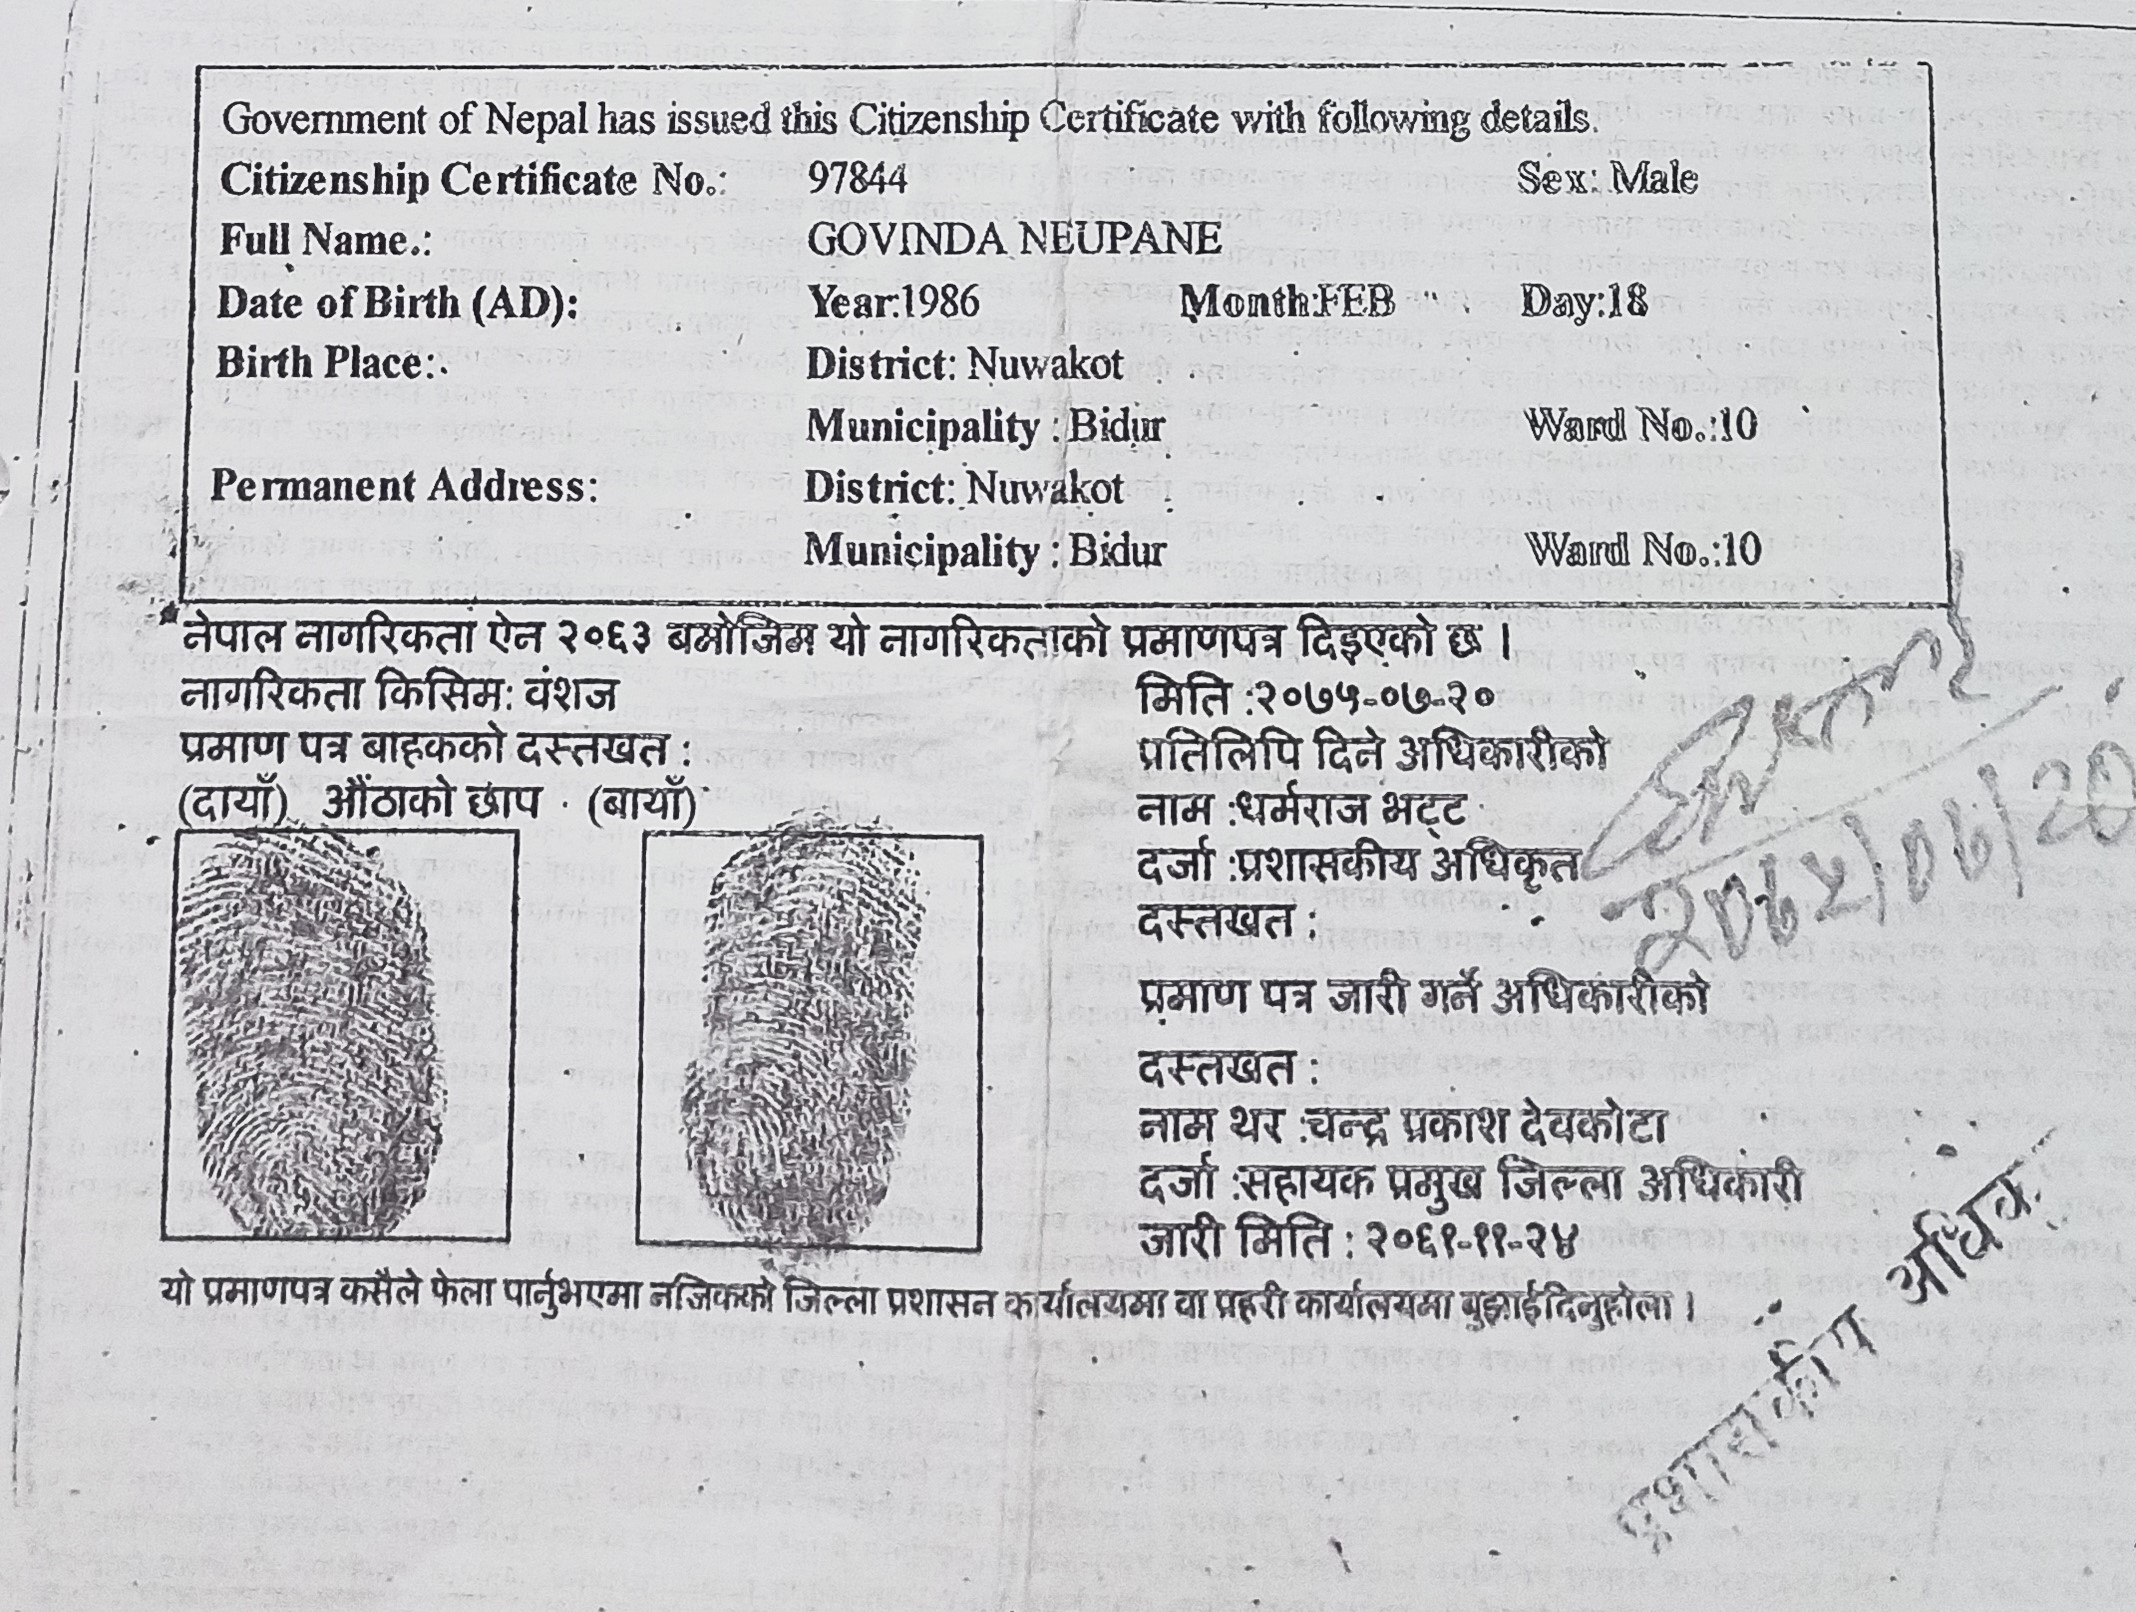 Government of Nepal has issued this Citizenship Certificate with following details.
Citizenship Certificate No.: 97844 Sex: Male
Full Name.: GOVINDA NEUPANE
Date of Birth (AD): Year:1986 Month:FEB Day:18
Birth Place: District: Nuwakot
Municipality : Bidur Ward No.:10
Permanent Address: District: Nuwakot
Municipality : Bidur Ward No.:10
नेपाल नागरिकता ऐन २०६३ बमोजिम यो नागरिकताको प्रमाणपत्र दिइएको छ ।
नागरिकता किसिम: वंशज
प्रमाण पत्र बाहकको दस्तखत :
(दायाँ) औंठाको छाप (बायाँ)
मिति :२०७५-०७-२०
प्रतिलिपि दिने अधिकारीको
नाम :धर्मराज भट्ट
दर्जा :प्रशासकीय अधिकृत
दस्तखत :
२०७५/०७/२०
प्रमाण पत्र जारी गर्ने अधिकारीको
दस्तखत :
नाम थर :चन्द्र प्रकाश देवकोटा
दर्जा :सहायक प्रमुख जिल्ला अधिकारी
जारी मिति : २०६१-११-२४
यो प्रमाणपत्र कसैले फेला पार्नुभएमा नजिकको जिल्ला प्रशासन कार्यालयमा वा प्रहरी कार्यालयमा बुझाईदिनुहोला ।
प्रशासकीय